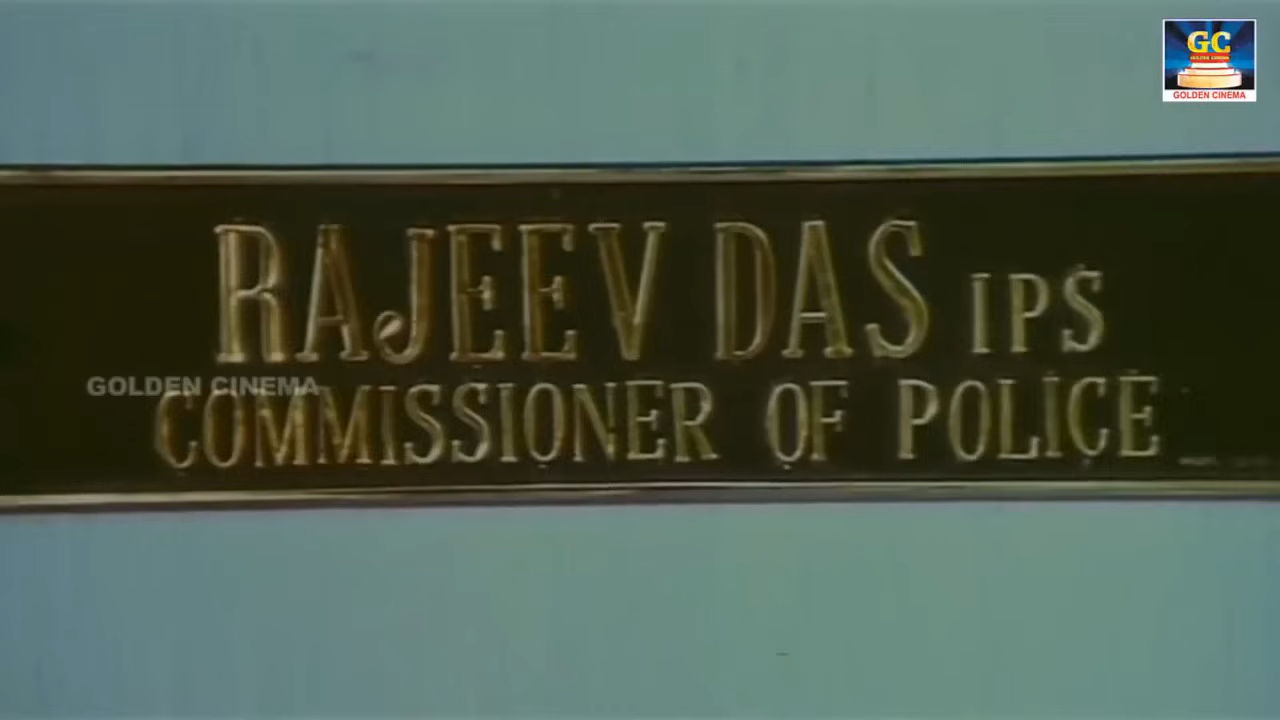 GC
GOLDEN CINEMA
RAJEEV DAS IPS
GOLDEN CINEMA
COMMISSIONER OF POLICE